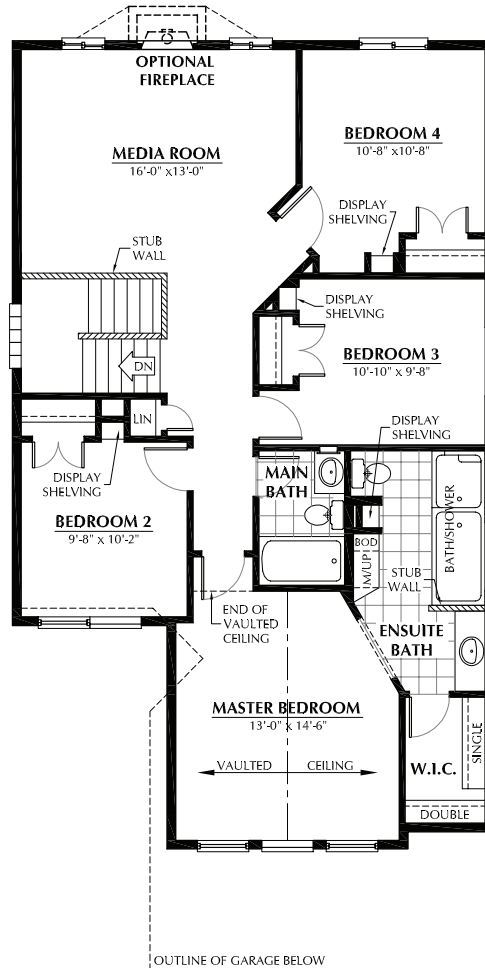 OPTIONAL
FIREPLACE
MEDIA ROOM
16'-0" x13'-0"
BEDROOM 4
10'-8" x10'-8"
DISPLAY
SHELVING
STUB
WALL
DISPLAY
SHELVING
BEDROOM 3
10'-10" x 9'-8"
DN
LIN
DISPLAY
SHELVING
DISPLAY
SHELVING
MAIN
BATH
BEDROOM 2
9'-8" x 10'-2"
BATH/SHOWER
BOD
M/UP
STUB
WALL
END OF
VAULTED
CEILING
ENSUITE
BATH
MASTER BEDROOM
13'-0" x 14'-6"
VAULTED CEILING
W.I.C.
SINGLE
DOUBLE
OUTLINE OF GARAGE BELOW